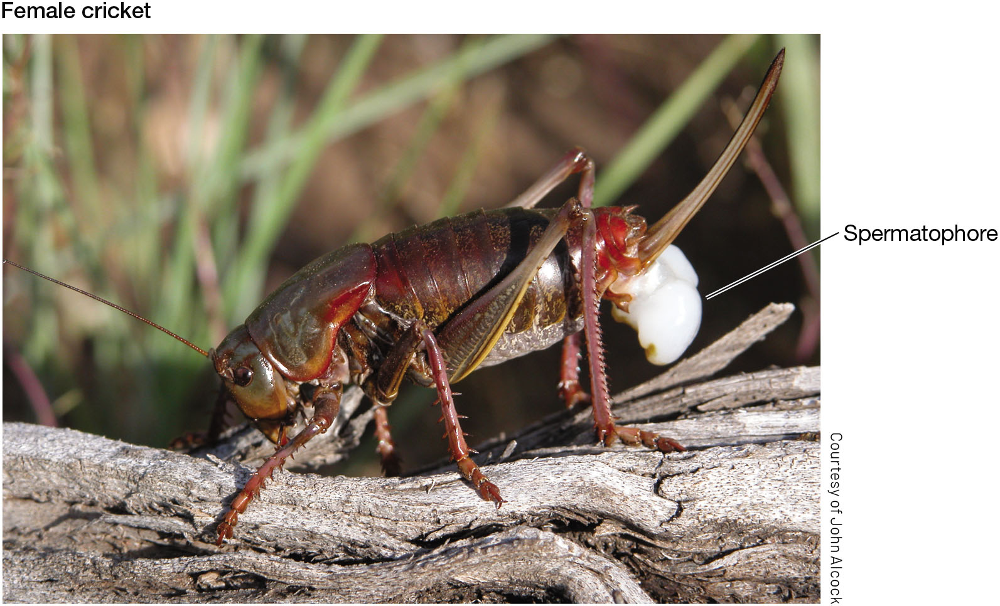 Female cricket
Spermatophore
Courtesy of John Alcock